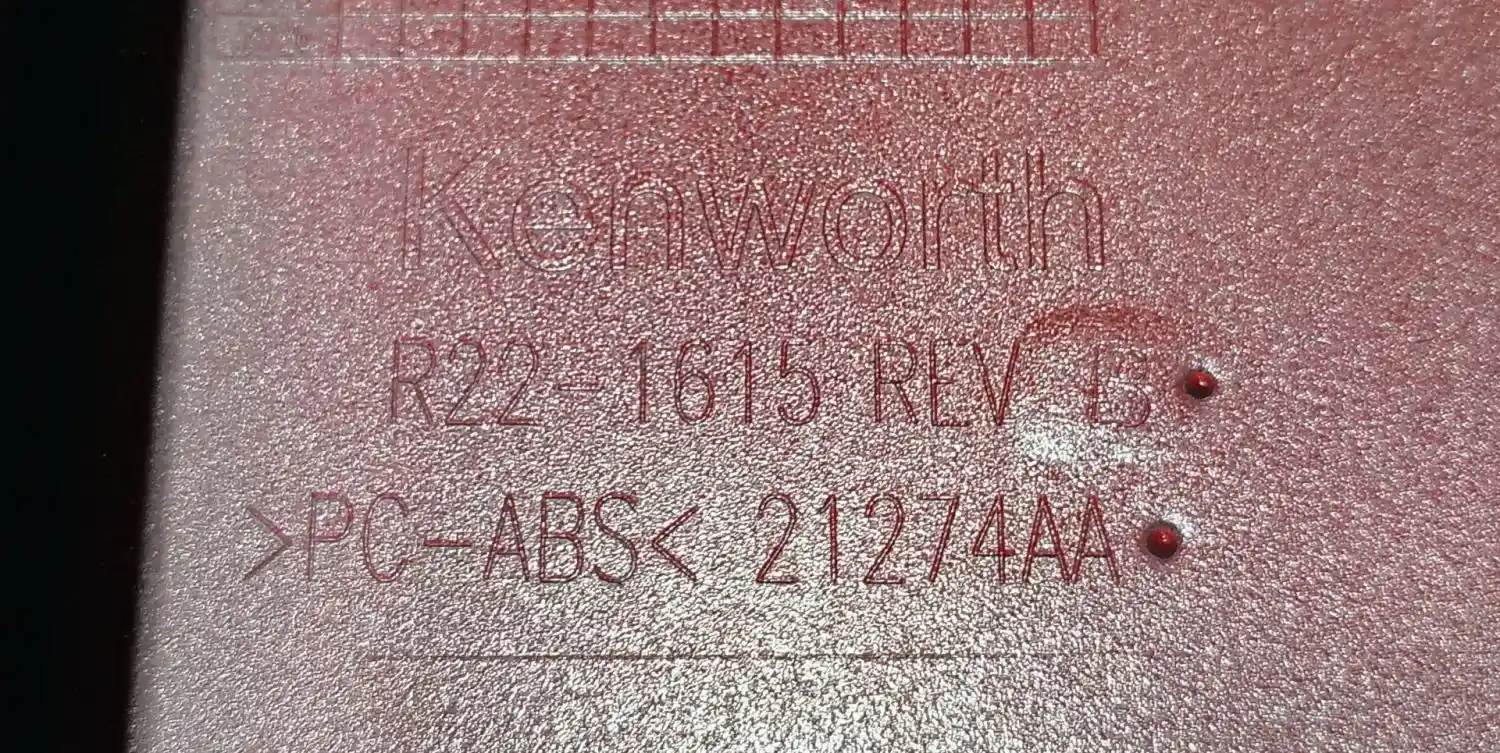 Kenworth
R22-1615 REV B
>PC-ABS< 21274AA